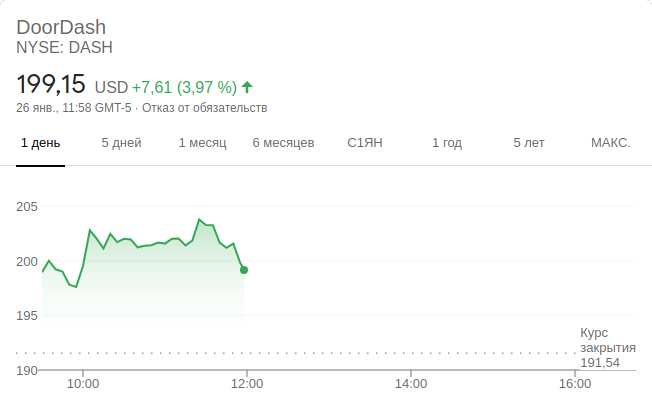 DoorDash
NYSE: DASH
199,15 USD +7,61 (3,97 %)
26 янв., 11:58 GMT-5 · Отказ от обязательств
1 день 5 дней 1 месяц 6 месяцев С1ЯН 1 год 5 лет МАКС.
205
200
195
Курс
закрытия
191,54
190
10:00 12:00 14:00 16:00